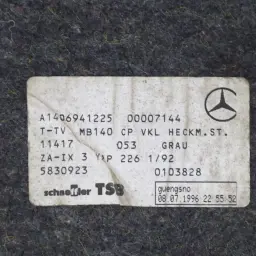 A1406941225 00007144
T-TV MB140 CP VKL HECKM.ST.
11417 053 GRAU
ZA-IX 3 226 1/92
5830923 0103828
schneller TSB
guengsno
08.07.1996 22 55 52